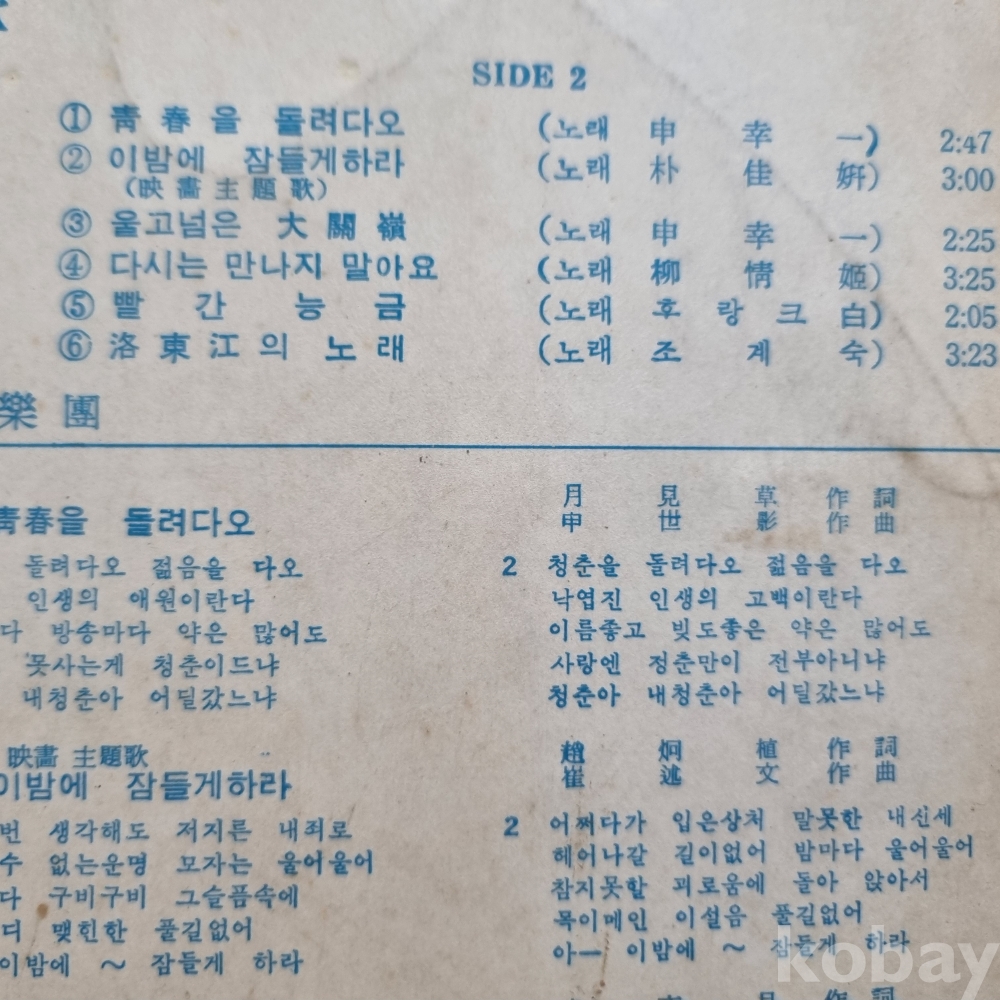 SIDE 2
① 靑春을 돌려다오 (노래 申幸一) 2:47
② 이밤에 잠들게하라 (노래 朴佳姸) 3:00
(映畵主題歌)
③ 울고넘은 大關嶺 (노래 申幸一) 2:25
④ 다시는 만나지 말아요 (노래 柳情姬) 3:25
⑤ 빨간능금 (노래 후랑크白) 2:05
⑥ 洛東江의 노래 (노래 조계숙) 3:23
樂團
靑春을 돌려다오
月見草 作詞
申世影 作曲
돌려다오 젊음을 다오
인생의 애원이란다
다 방송마다 약은 많어도
못사는게 청춘이드냐
내청춘아 어딜갔느냐
2 청춘을 돌려다오 젊음을 다오
낙엽진 인생의 고백이란다
이름좋고 빚도좋은 약은 많어도
사랑엔 정춘만이 전부아니냐
청춘아 내청춘아 어딜갔느냐
映畵 主題歌
이밤에 잠들게하라
趙炯植 作詞
崔述文 作曲
번 생각해도 저지른 내죄로
수 없는운명 모자는 울어울어
다 구비구비 그슬픔속에
디 맺힌한 풀길없어
이밤에 ~ 잠들게 하라
2 어쩌다가 입은상처 말못한 내신세
헤어나갈 길이없어 밤마다 울어울어
참지못할 괴로움에 돌아 앉아서
목이메인 이설음 풀길없어
아ー 이밤에 ~ 잠들게 하라
作詞
kobay